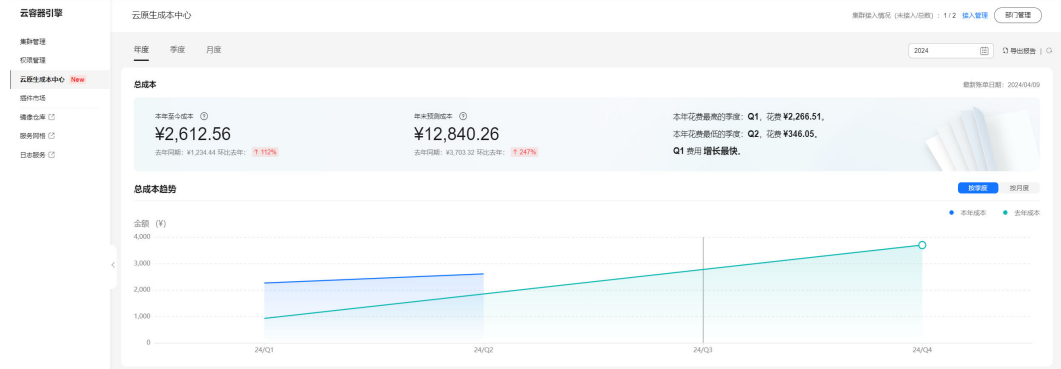 云容器引擎
集群管理
权限管理
云原生成本中心 New
插件市场
镜像仓库
服务网格
日志服务
云原生成本中心
集群接入情况 (未接入/总数) : 1 / 2 接入管理 部门管理
年度 季度 月度
2024 导出报告
总成本
最新账单日期: 2024/04/09
本年至今成本
¥2,612.56
去年同期: ¥1,234.44 环比去年: ↑ 112%
年末预测成本
¥12,840.26
去年同期: ¥3,703.32 环比去年: ↑ 247%
本年花费最高的季度: Q1, 花费 ¥2,266.51。
本年花费最低的季度: Q2, 花费 ¥346.05。
Q1 费用 增长最快。
总成本趋势
按季度 按月度
本年成本 去年成本
金额 (¥)
4,000
3,000
2,000
1,000
0
24/Q1 24/Q2 24/Q3 24/Q4